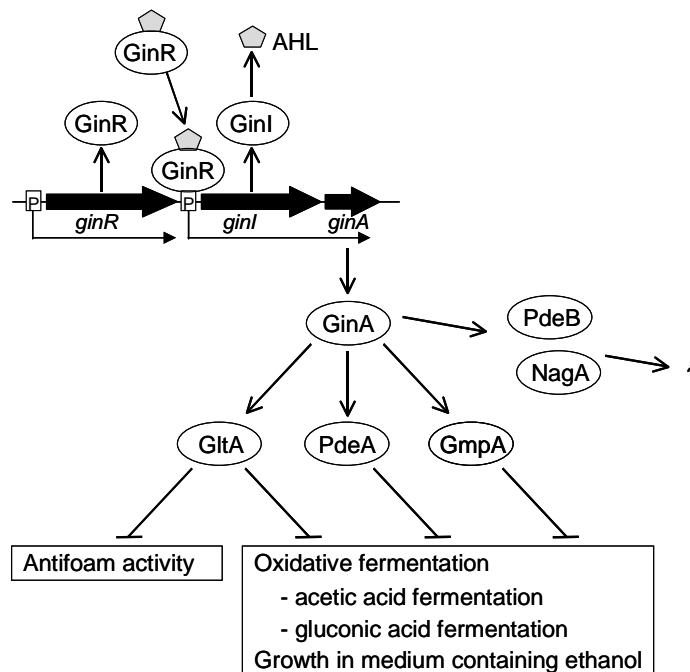 GinR
AHL
GinR
GinI
GinR
P
P
ginR
ginI
ginA
GinA
PdeB
NagA
GltA
PdeA
GmpA
Antifoam activity
Oxidative fermentation
- acetic acid fermentation
- gluconic acid fermentation
Growth in medium containing ethanol